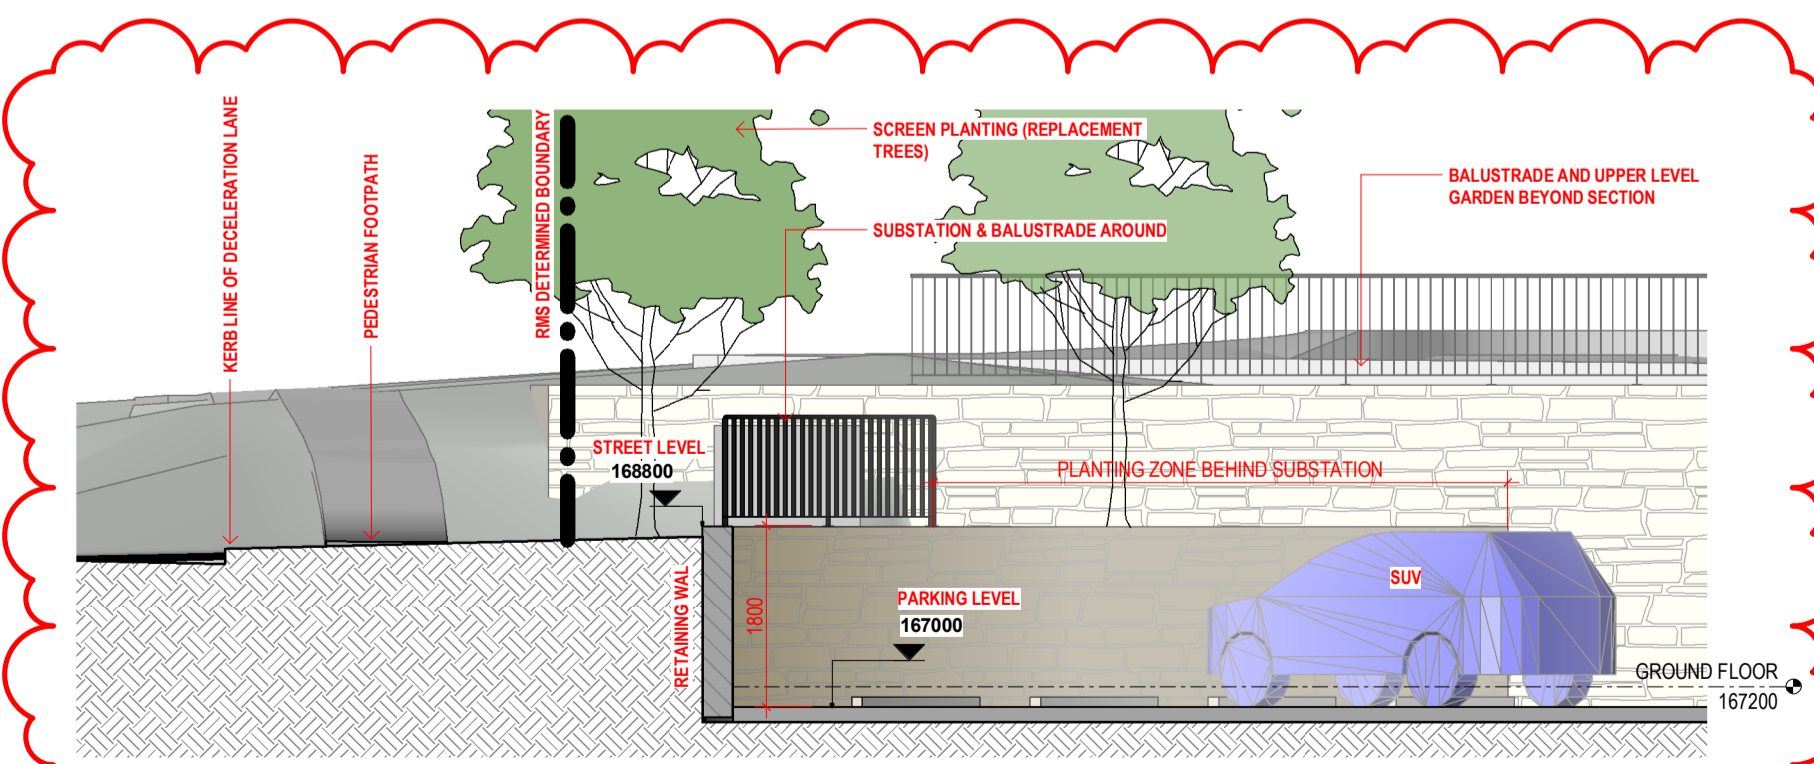 KERB LINE OF DECELERATION LANE
PEDESTRIAN FOOTPATH
RMS DETERMINED BOUNDARY
SCREEN PLANTING (REPLACEMENT
TREES)
BALUSTRADE AND UPPER LEVEL
GARDEN BEYOND SECTION
SUBSTATION & BALUSTRADE AROUND
STREET LEVEL
168800
PLANTING ZONE BEHIND SUBSTATION
RETAINING WAL
1800
PARKING LEVEL
167000
SUV
GROUND FLOOR
167200